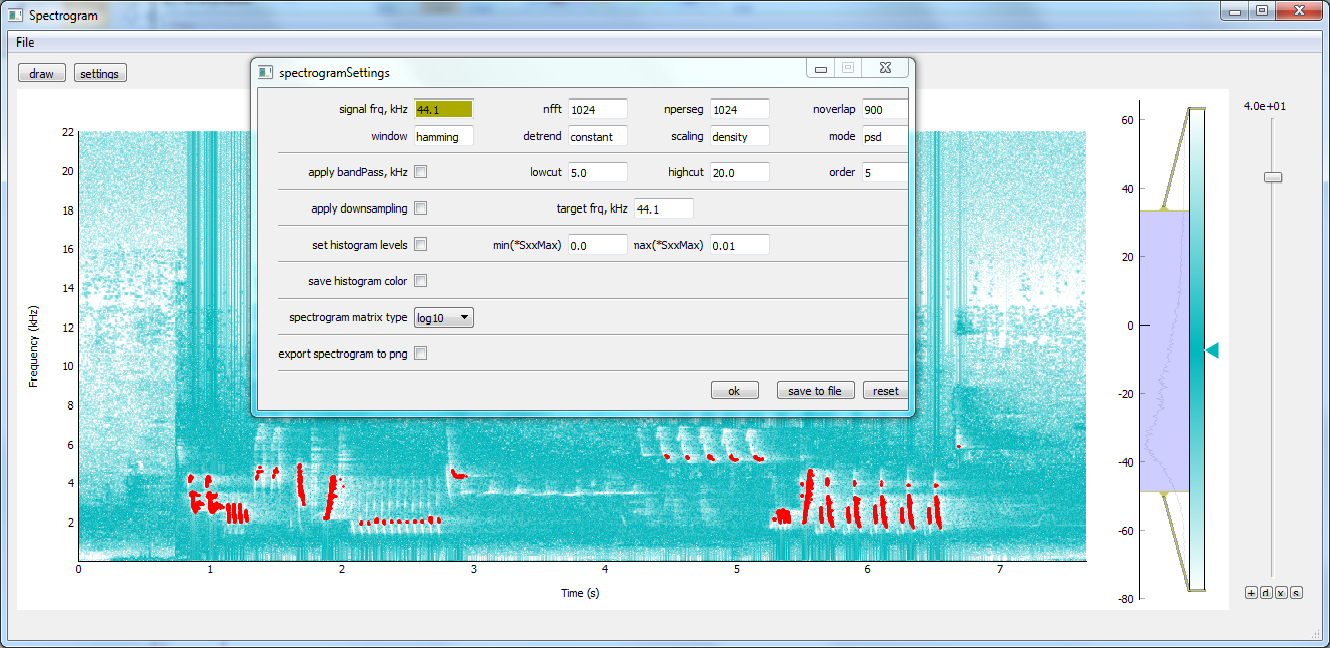 Spectrogram
File
draw settings
spectrogramSettings
signal frq, kHz 44.1 nfft 1024 nperseg 1024 noverlap 900
window hamming detrend constant scaling density mode psd
apply bandPass, kHz lowcut 5.0 highcut 20.0 order 5
apply downsampling target frq, kHz 44.1
set histogram levels min(*SxxMax) 0.0 max(*SxxMax) 0.01
save histogram color
spectrogram matrix type log10
export spectrogram to png
ok save to file reset
Frequency (kHz)
22
20
18
16
14
12
10
8
6
4
2
0 1 2 3 4 5 6 7
Time (s)
60
40
20
0
-20
-40
-60
-80
4.0e+01
+ d x s